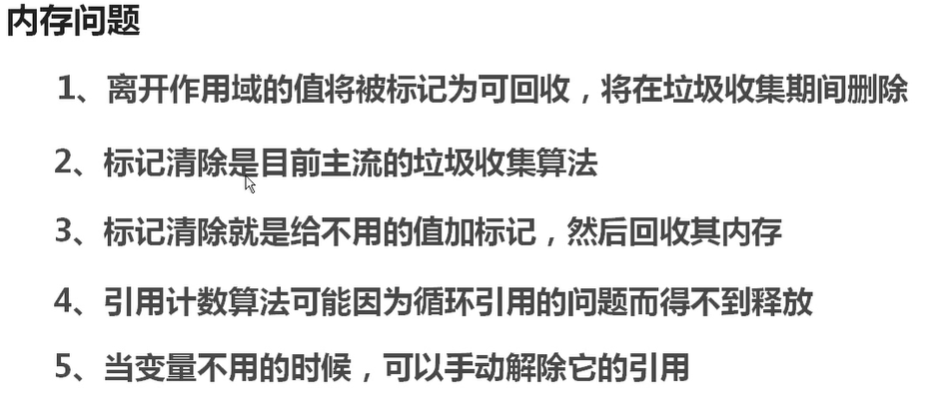 内存问题
1、离开作用域的值将被标记为可回收，将在垃圾收集期间删除
2、标记清除是目前主流的垃圾收集算法
3、标记清除就是给不用的值加标记，然后回收其内存
4、引用计数算法可能因为循环引用的问题而得不到释放
5、当变量不用的时候，可以手动解除它的引用